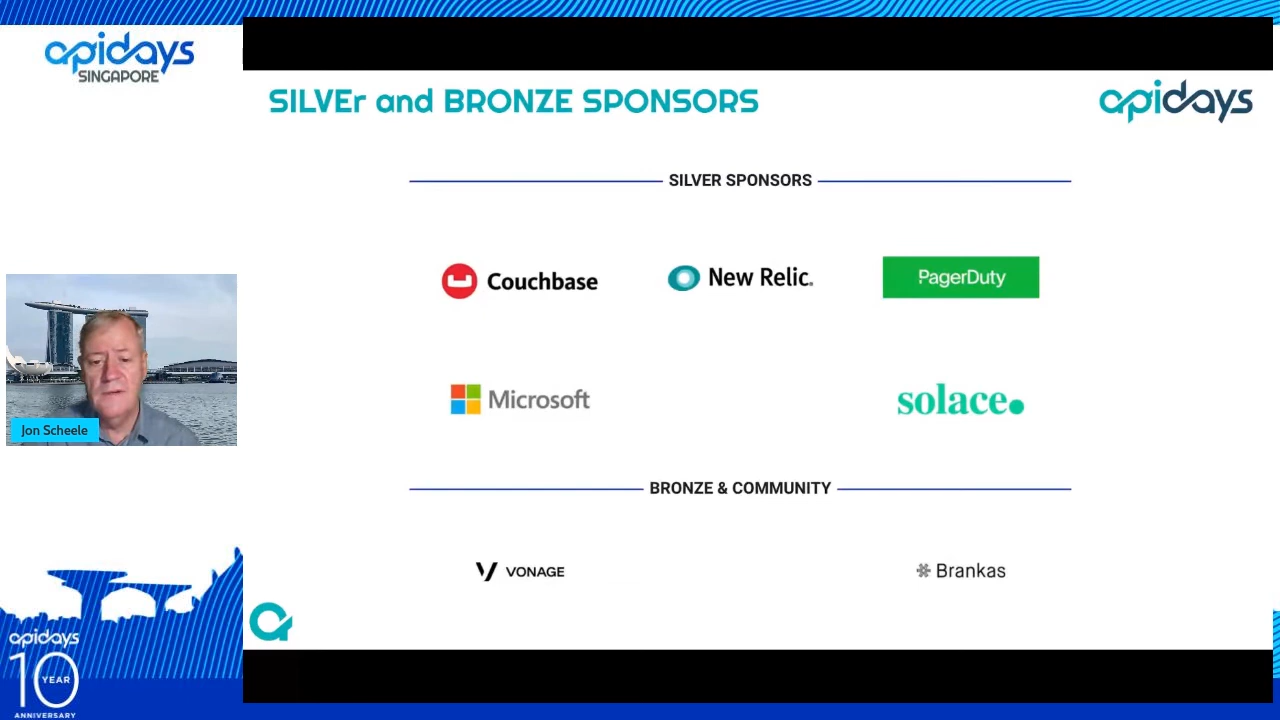 apidays
SINGAPORE
SILVEr and BRONZE SPONSORS
apidays
SILVER SPONSORS
Couchbase
New Relic.
PagerDuty
Microsoft
solace.
Jon Scheele
BRONZE & COMMUNITY
VONAGE
Brankas
apidays
10
YEAR
ANNIVERSARY